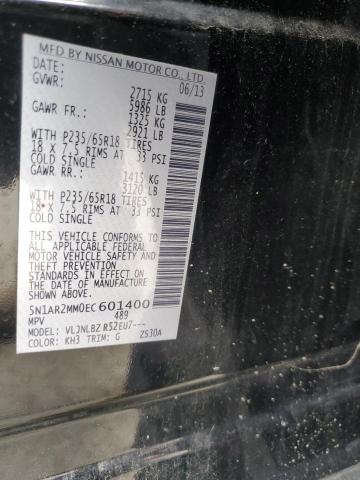 MFD BY NISSAN MOTOR CO., LTD
DATE: 06/13
GVWR: 2715 KG
5986 LB
GAWR FR: 1325 KG
2921 LB
WITH P235/65R18 TIRES
18 X 7.5 RIMS AT 33 PSI
COLD SINGLE
GAWR RR: 1415 KG
3120 LB
WITH P235/65R18 TIRES
18 X 7.5 RIMS AT 33 PSI
COLD SINGLE
THIS VEHICLE CONFORMS TO
ALL APPLICABLE FEDERAL
MOTOR VEHICLE SAFETY AND
THEFT PREVENTION
STANDARDS IN EFFECT ON
THE DATE OF MANUFACTURE
SHOWN ABOVE.
5N1AR2MM0EC601400
MPV 489
MODEL: VLJNLBZ R52EU7---
COLOR: KH3 TRIM: G ZS30A